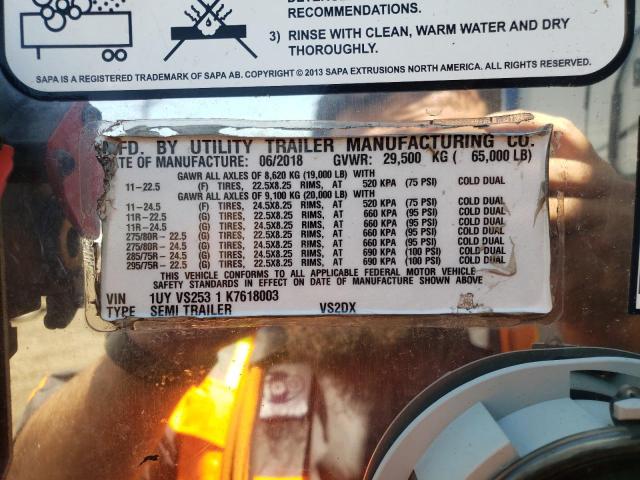 RECOMMENDATIONS.
3) RINSE WITH CLEAN, WARM WATER AND DRY
THOROUGHLY.
SAPA IS A REGISTERED TRADEMARK OF SAPA AB. COPYRIGHT © 2013 SAPA EXTRUSIONS NORTH AMERICA. ALL RIGHTS RESERVED.
MFD. BY UTILITY TRAILER MANUFACTURING CO.
DATE OF MANUFACTURE: 06/2018 GVWR: 29,500 KG ( 65,000 LB)
GAWR ALL AXLES OF 8,620 KG (19,000 LB) WITH
11-22.5 (F) TIRES, 22.5X8.25 RIMS, AT 520 KPA (75 PSI) COLD DUAL
GAWR ALL AXLES OF 9,100 KG (20,000 LB) WITH
11-24.5 (F) TIRES, 24.5X8.25 RIMS, AT 520 KPA (75 PSI) COLD DUAL
11R-22.5 (G) TIRES, 22.5X8.25 RIMS, AT 660 KPA (95 PSI) COLD DUAL
11R-24.5 (G) TIRES, 24.5X8.25 RIMS, AT 660 KPA (95 PSI) COLD DUAL
275/80R- 22.5 (G) TIRES, 22.5X8.25 RIMS, AT 660 KPA (95 PSI) COLD DUAL
275/80R- 24.5 (G) TIRES, 24.5X8.25 RIMS, AT 660 KPA (95 PSI) COLD DUAL
285/75R- 24.5 (G) TIRES, 24.5X8.25 RIMS, AT 690 KPA (100 PSI) COLD DUAL
295/75R- 22.5 (G) TIRES, 22.5X8.25 RIMS, AT 690 KPA (100 PSI) COLD DUAL
THIS VEHICLE CONFORMS TO ALL APPLICABLE FEDERAL MOTOR VEHICLE
SAFETY STANDARDS IN EFFECT ON DATE OF MANUFACTURE SHOWN ABOVE
VIN 1UY VS253 1 K7618003
TYPE SEMI TRAILER VS2DX